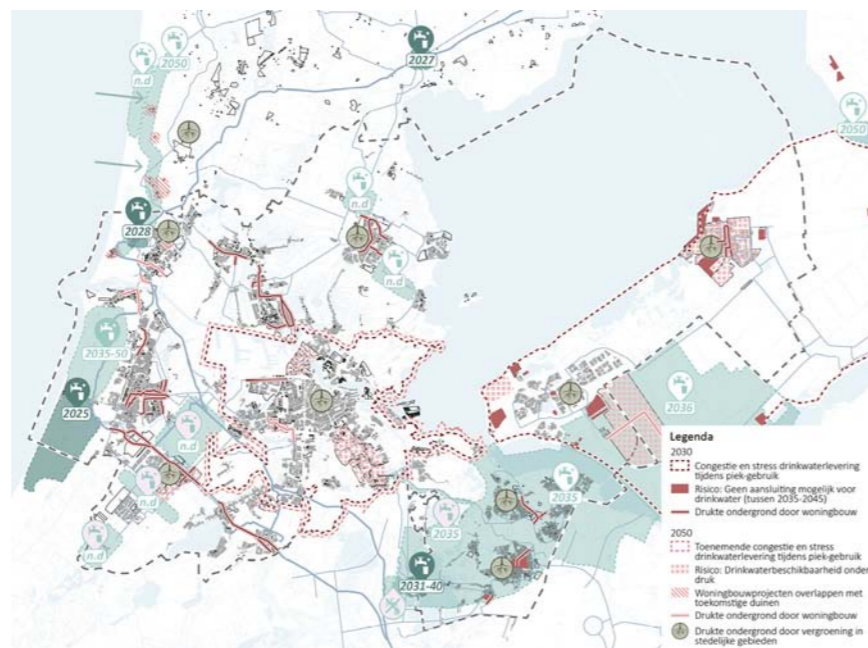 2050
n.d
2027
2050
n.d
2028
n.d
2035-50
2025
2036
n.d
n.d
n.d
2035
2035
2031-40
Legenda
2030
Congestie en stress drinkwaterlevering
tijdens piek-gebruik
Risico: Geen aansluiting mogelijk voor
drinkwater (tussen 2035-2045)
Drukte ondergrond door woningbouw
2050
Toenemende congestie en stress
drinkwaterlevering tijdens piek-gebruik
Risico: Drinkwaterbeschikbaarheid onder
druk
Woningbouwprojecten overlappen met
toekomstige duinen
Drukte ondergrond door woningbouw
Drukte ondergrond door vergroening in
stedelijke gebieden